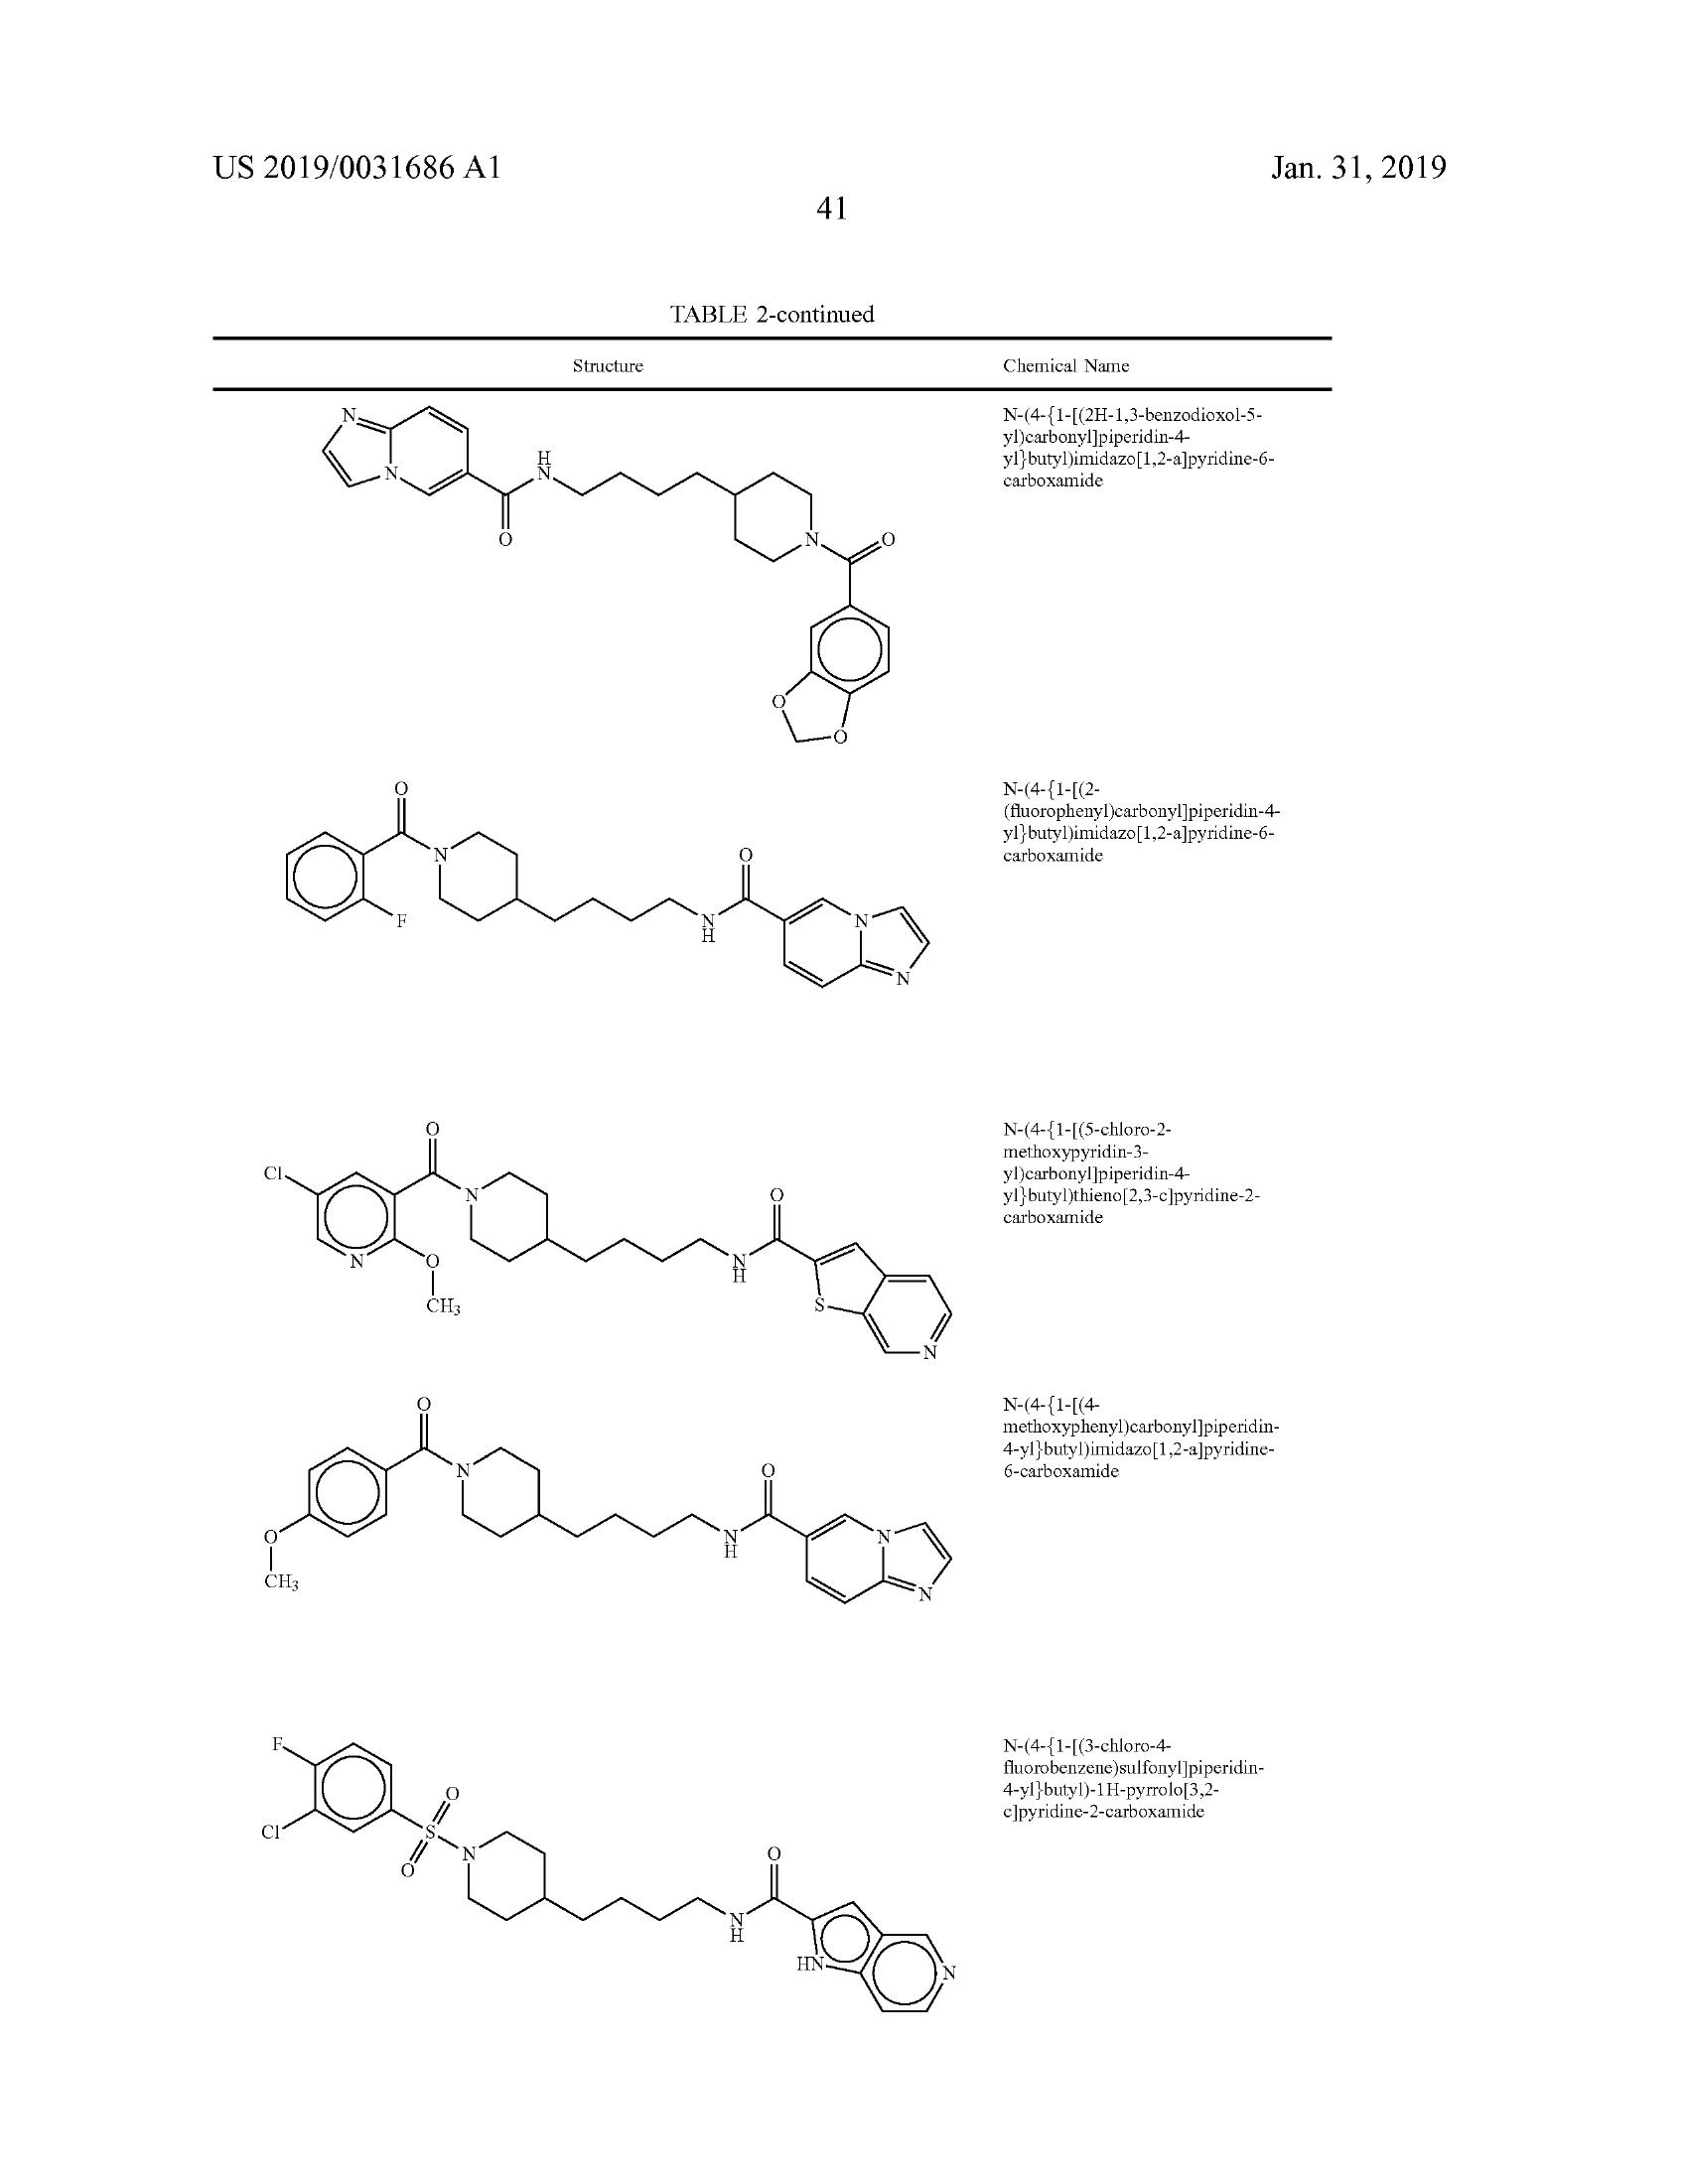 US 2019/0031686 A1
Jan. 31, 2019
41
TABLE 2-continued
Structure
Chemical Name
N
N
H
N
O
N
O
O
O
N-(4-{1-[(2H-1,3-benzodioxol-5-
yl)carbonyl]piperidin-4-
yl}butyl)imidazo[1,2-a]pyridine-6-
carboxamide
O
N
F
O
N
H
N
N
N-(4-{1-[(2-
(fluorophenyl)carbonyl]piperidin-4-
yl}butyl)imidazo[1,2-a]pyridine-6-
carboxamide
O
Cl
N
N
O
CH3
O
N
H
S
N
N-(4-{1-[(5-chloro-2-
methoxypyridin-3-
yl)carbonyl]piperidin-4-
yl}butyl)thieno[2,3-c]pyridine-2-
carboxamide
O
N
O
CH3
O
N
H
N
N
N-(4-{1-[(4-
methoxyphenyl)carbonyl]piperidin-
4-yl}butyl)imidazo[1,2-a]pyridine-
6-carboxamide
F
Cl
O
S
O
N
O
N
H
HN
N
N-(4-{1-[(3-chloro-4-
fluorobenzene)sulfonyl]piperidin-
4-yl}butyl)-1H-pyrrolo[3,2-
c]pyridine-2-carboxamide